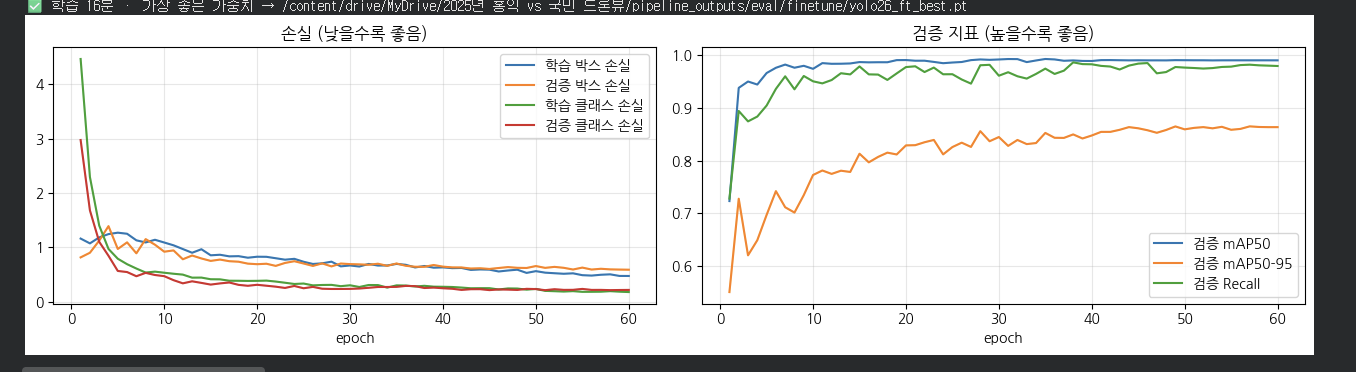 ✅ 학습 16분 · 가장 좋은 가중치 → /content/drive/MyDrive/2025년 홍익 vs 국민 드론뷰/pipeline_outputs/eval/finetune/yolo26_ft_best.pt
손실 (낮을수록 좋음)
학습 박스 손실
검증 박스 손실
학습 클래스 손실
검증 클래스 손실
4
3
2
1
0
0 10 20 30 40 50 60
epoch
검증 지표 (높을수록 좋음)
1.0
0.9
0.8
0.7
0.6
검증 mAP50
검증 mAP50-95
검증 Recall
0 10 20 30 40 50 60
epoch